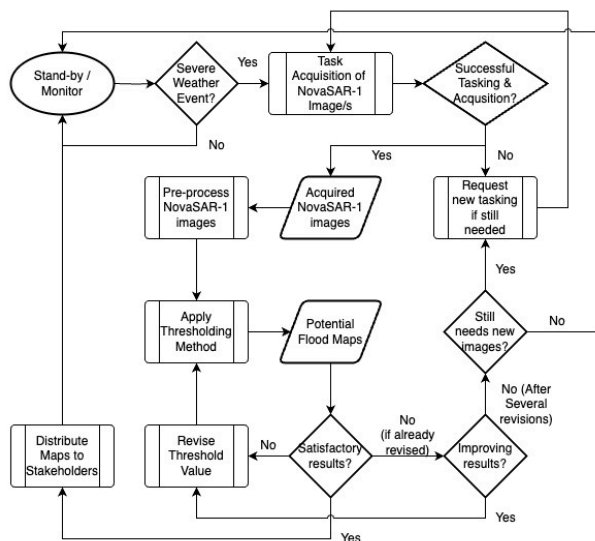 Stand-by /
Monitor
Severe
Weather
Event?
Yes
Task
Acquisition of
NovaSAR-1
Image/s
Successful
Tasking &
Acqusition?
No
Yes
No
Pre-process
NovaSAR-1
images
Acquired
NovaSAR-1
images
Request
new tasking
if still
needed
Yes
Apply
Thresholding
Method
Potential
Flood Maps
Still
needs new
images?
No
No (After
Several
revisions)
Distribute
Maps to
Stakeholders
Revise
Threshold
Value
No
Satisfactory
results?
No
(if already
revised)
Improving
results?
Yes
Yes